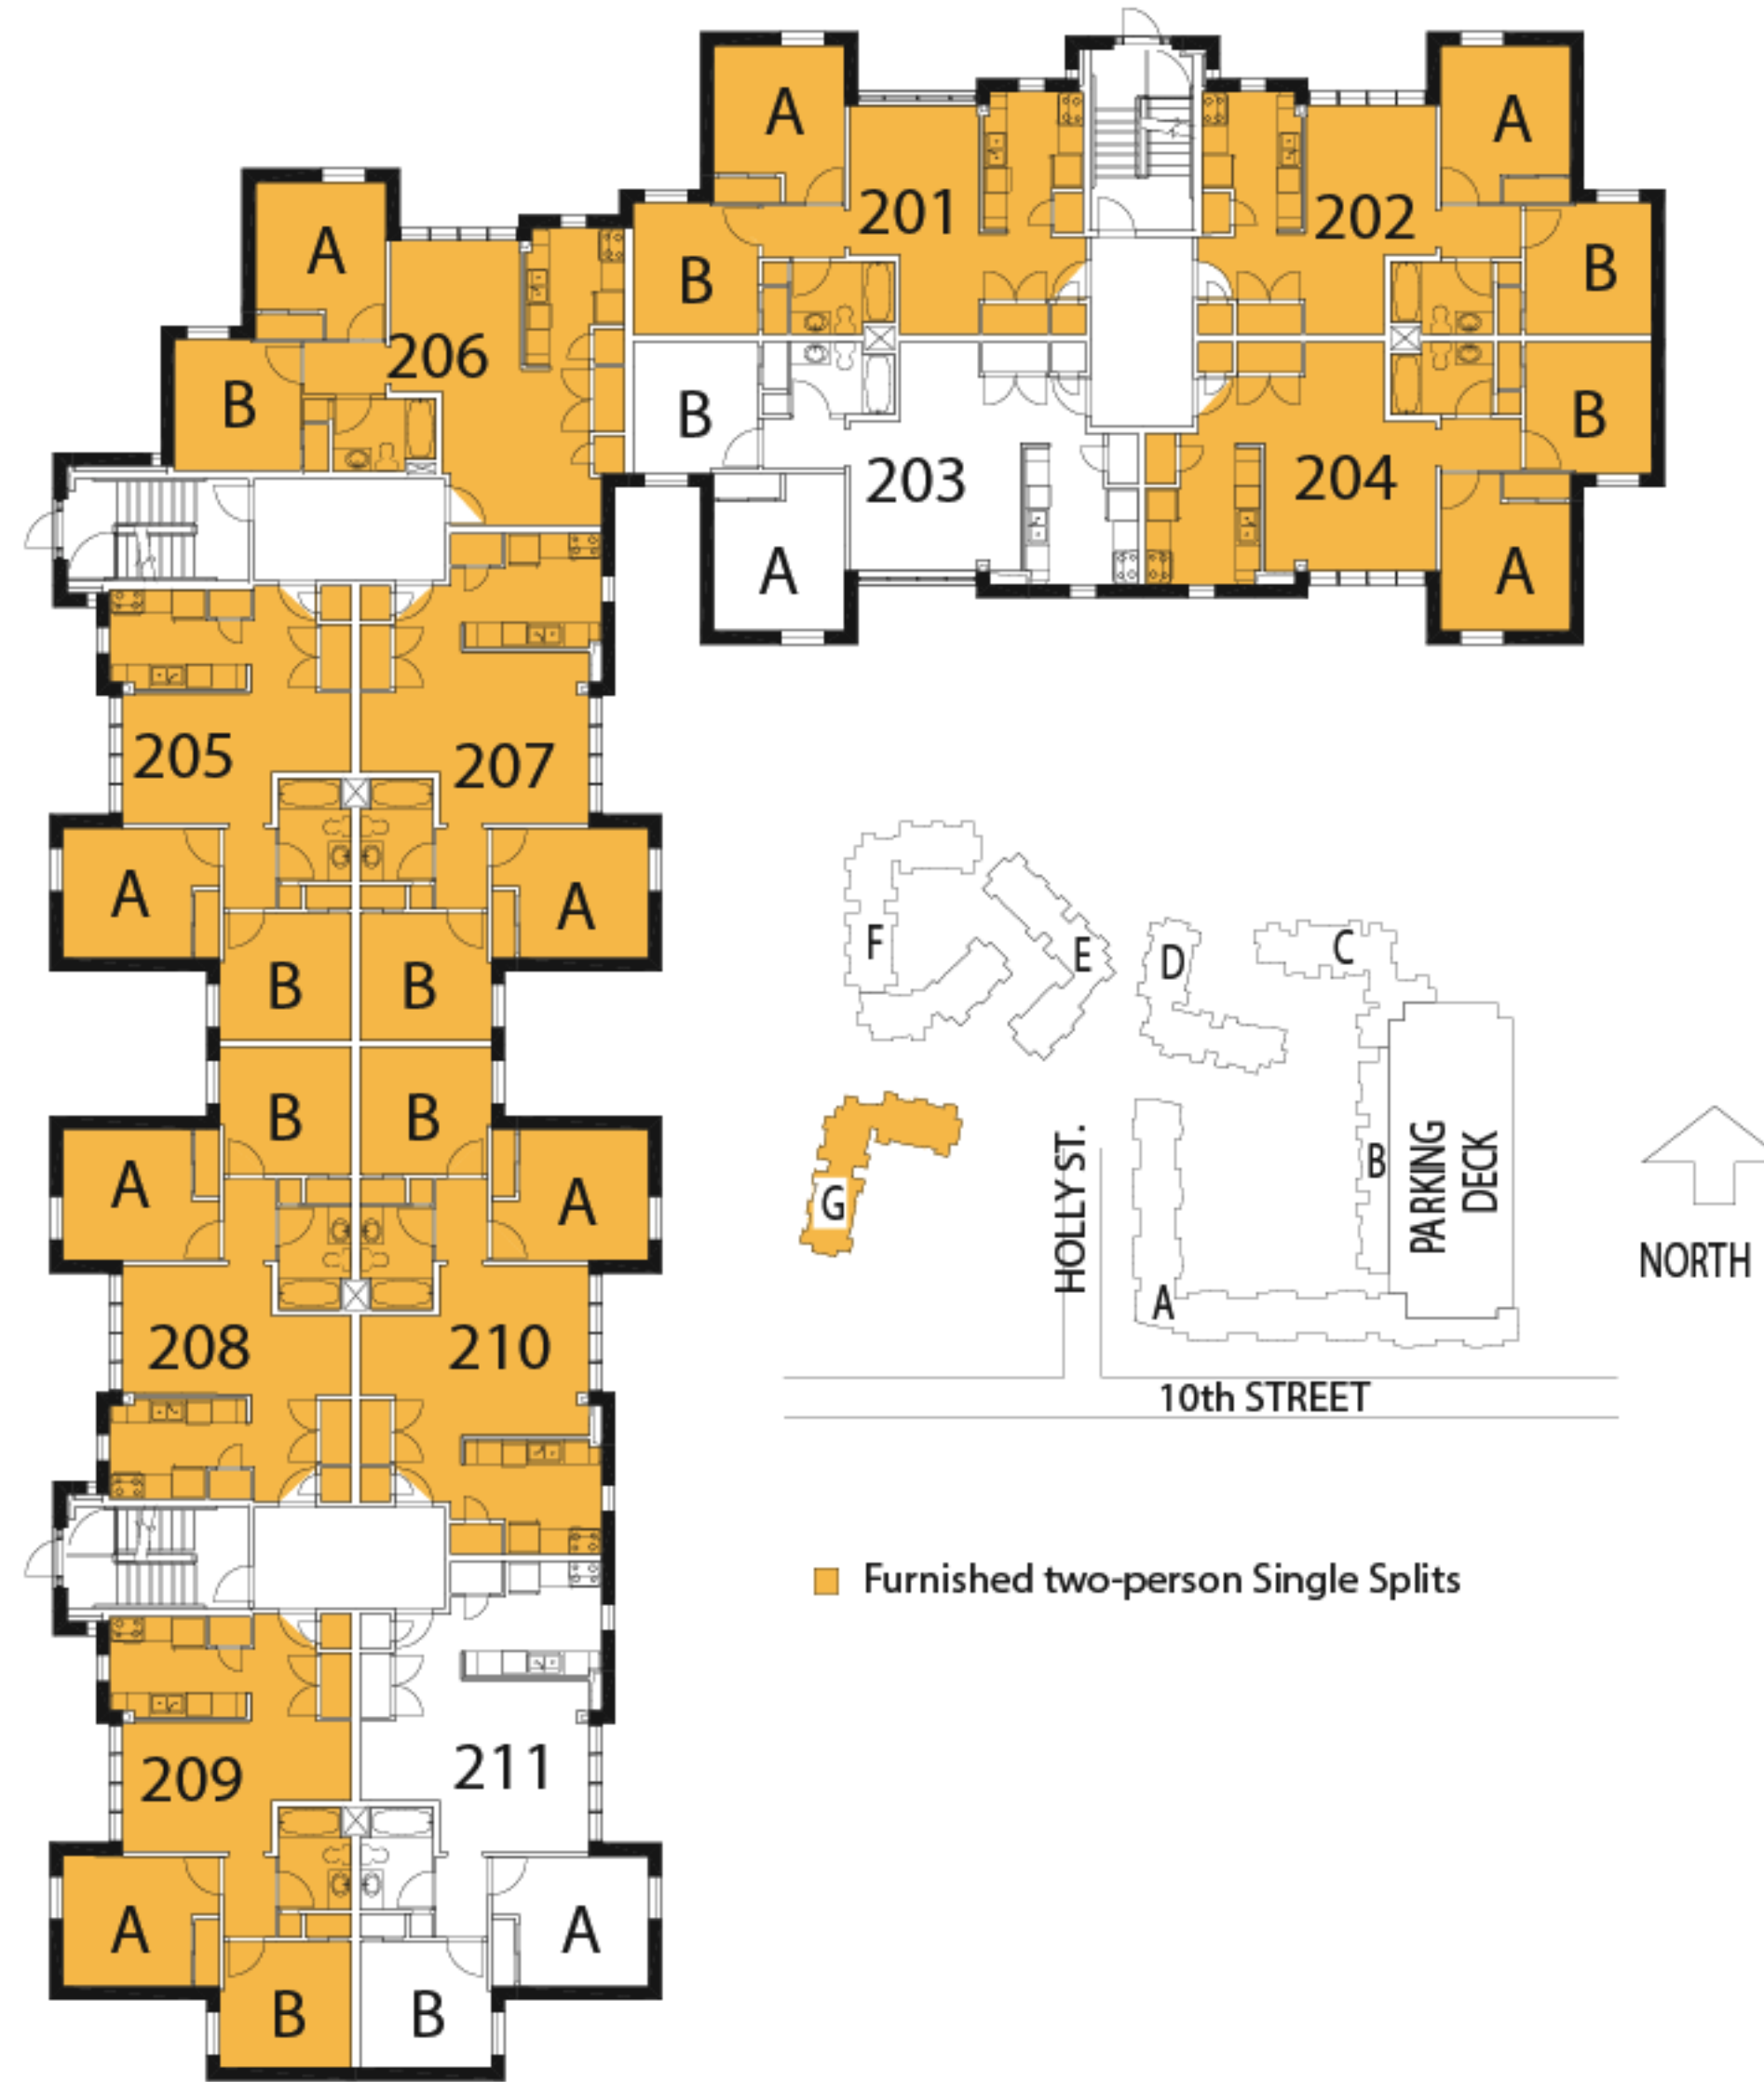 A
A
201
202
A
B
B
206
B
B
B
203
204
A
A
205
207
A
A
B
B
B
B
A
A
208
210
209
211
A
A
B
B
F
E
D
C
G
HOLLY ST.
B
PARKING
DECK
A
NORTH
10th STREET
Furnished two-person Single Splits